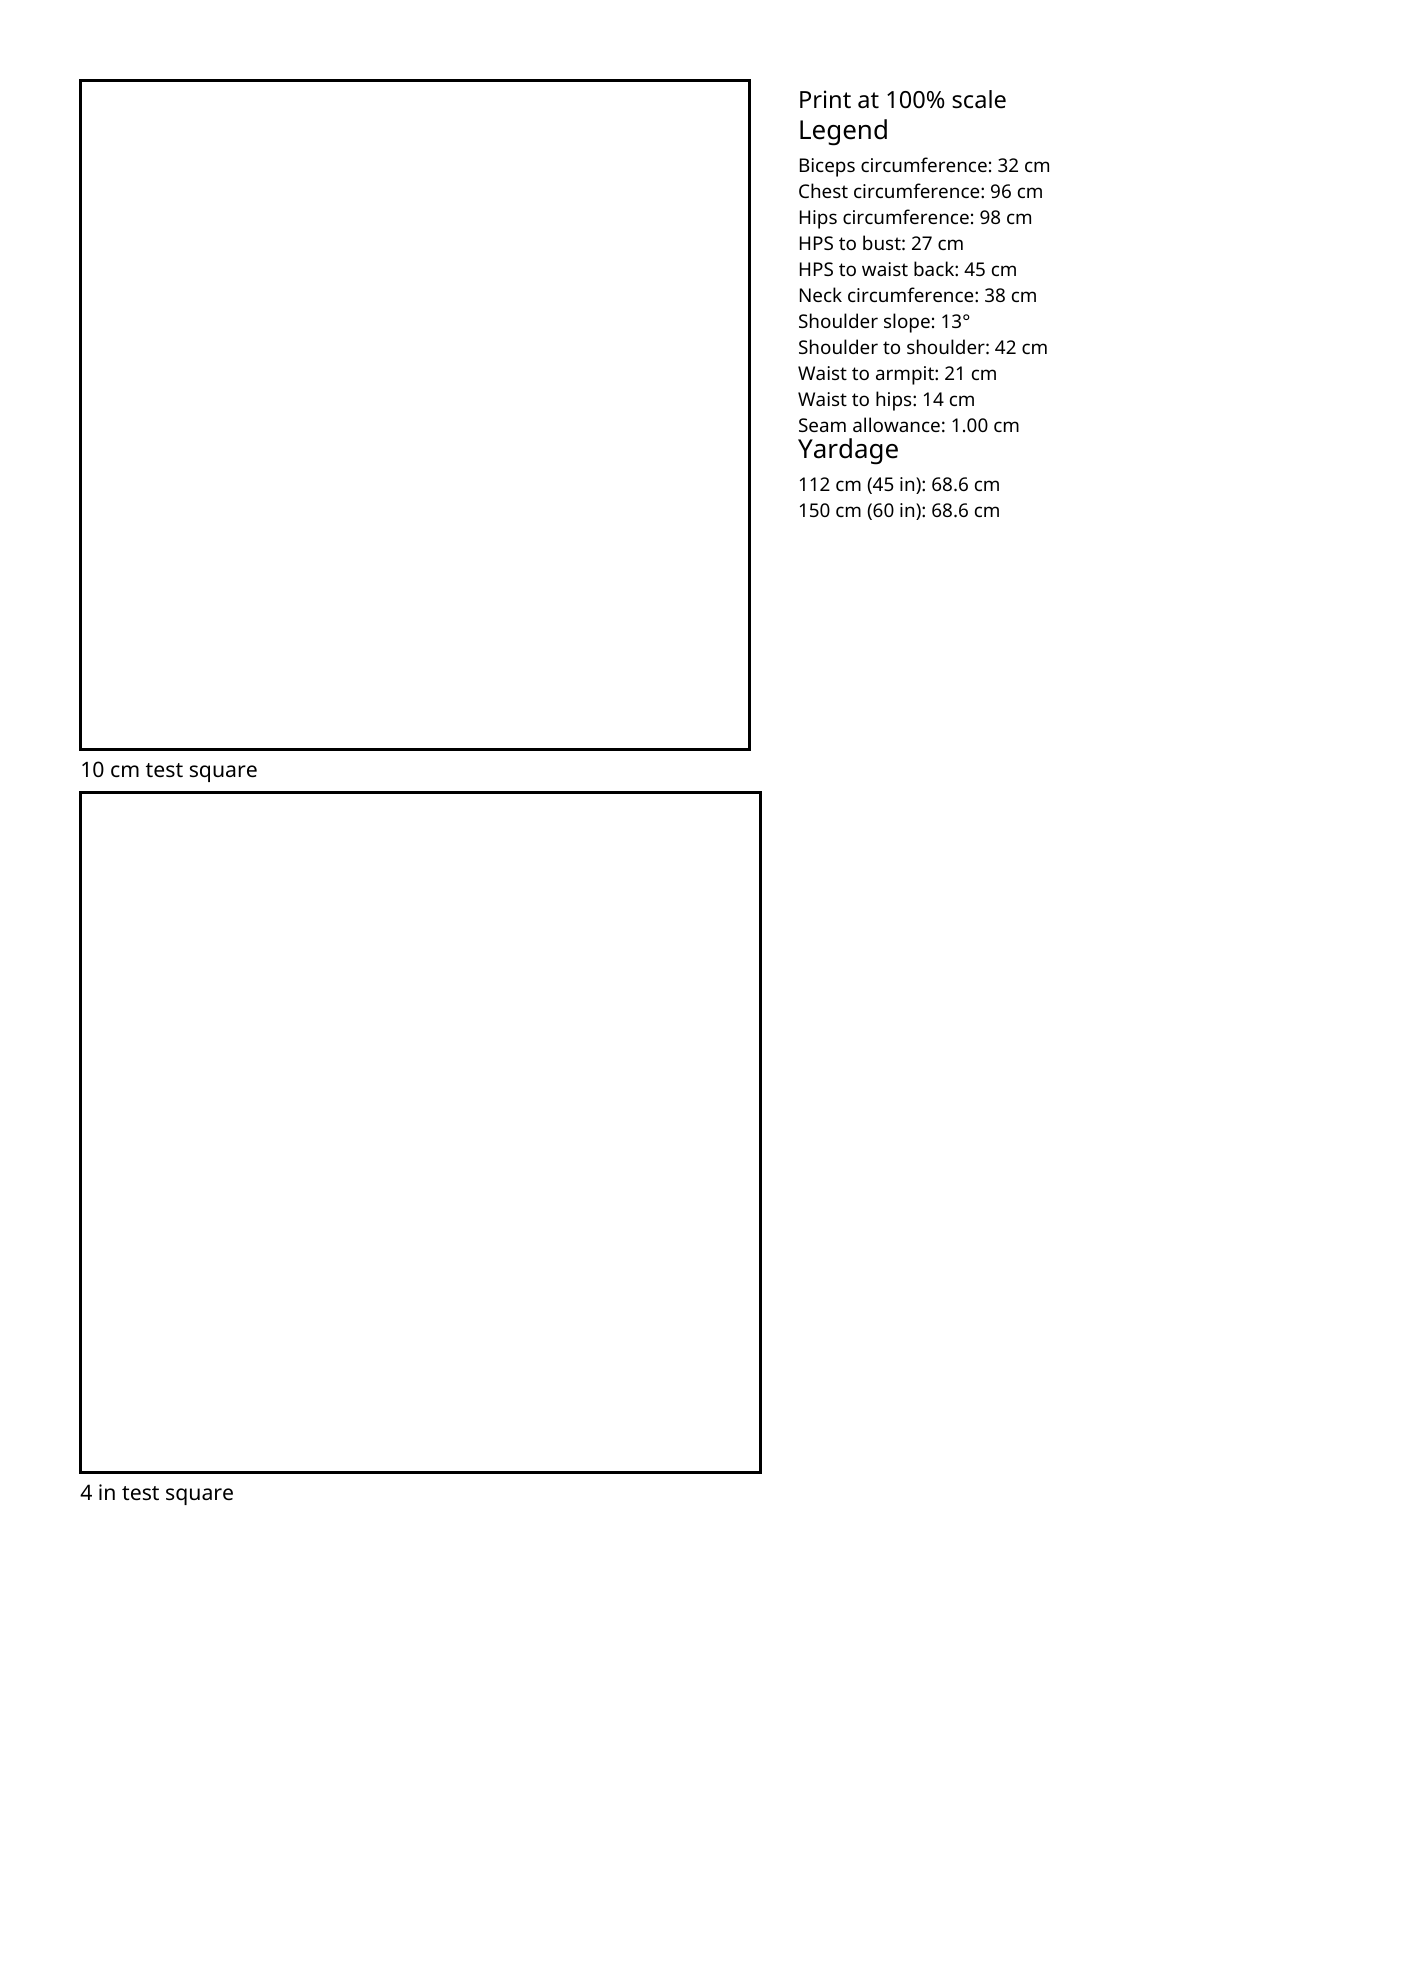 Print at 100% scale
Legend
Biceps circumference: 32 cm
Chest circumference: 96 cm
Hips circumference: 98 cm
HPS to bust: 27 cm
HPS to waist back: 45 cm
Neck circumference: 38 cm
Shoulder slope: 13°
Shoulder to shoulder: 42 cm
Waist to armpit: 21 cm
Waist to hips: 14 cm
Seam allowance: 1.00 cm
Yardage
112 cm (45 in): 68.6 cm
150 cm (60 in): 68.6 cm
10 cm test square
4 in test square